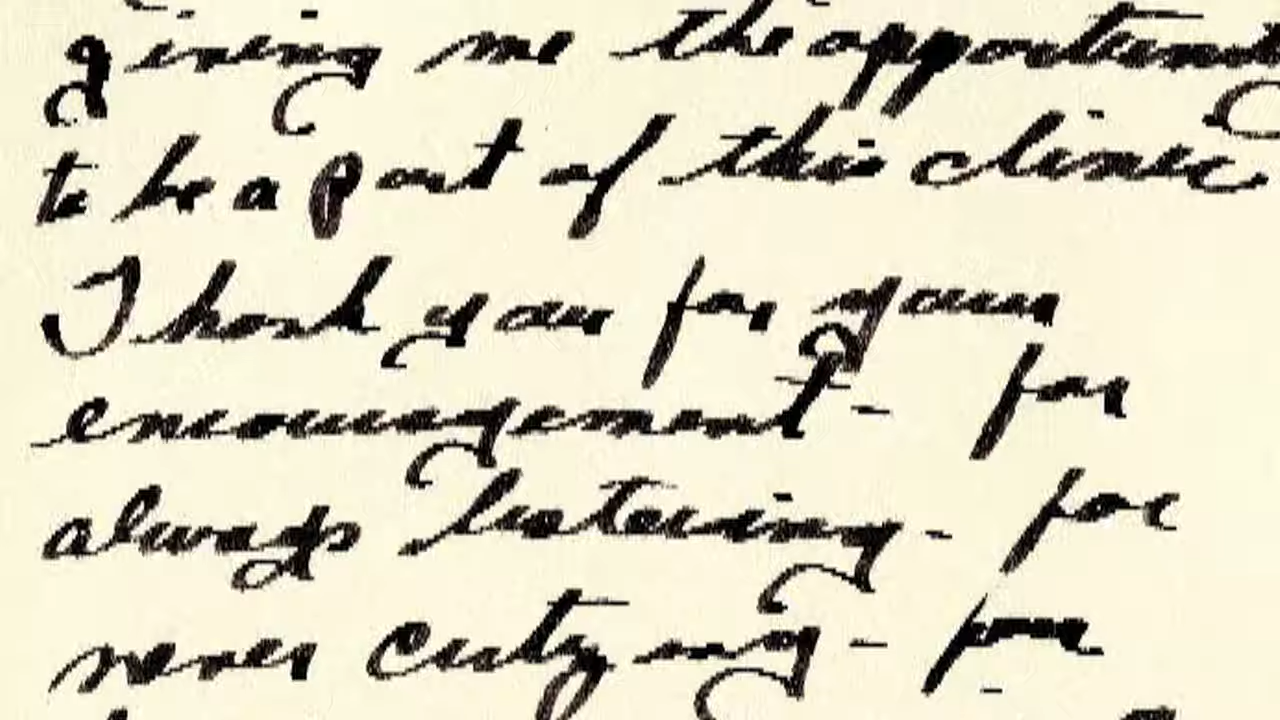 giving me the opportunity
to be a part of this clinic
Thank you for your
encouragement - for
always listening - for
never - for